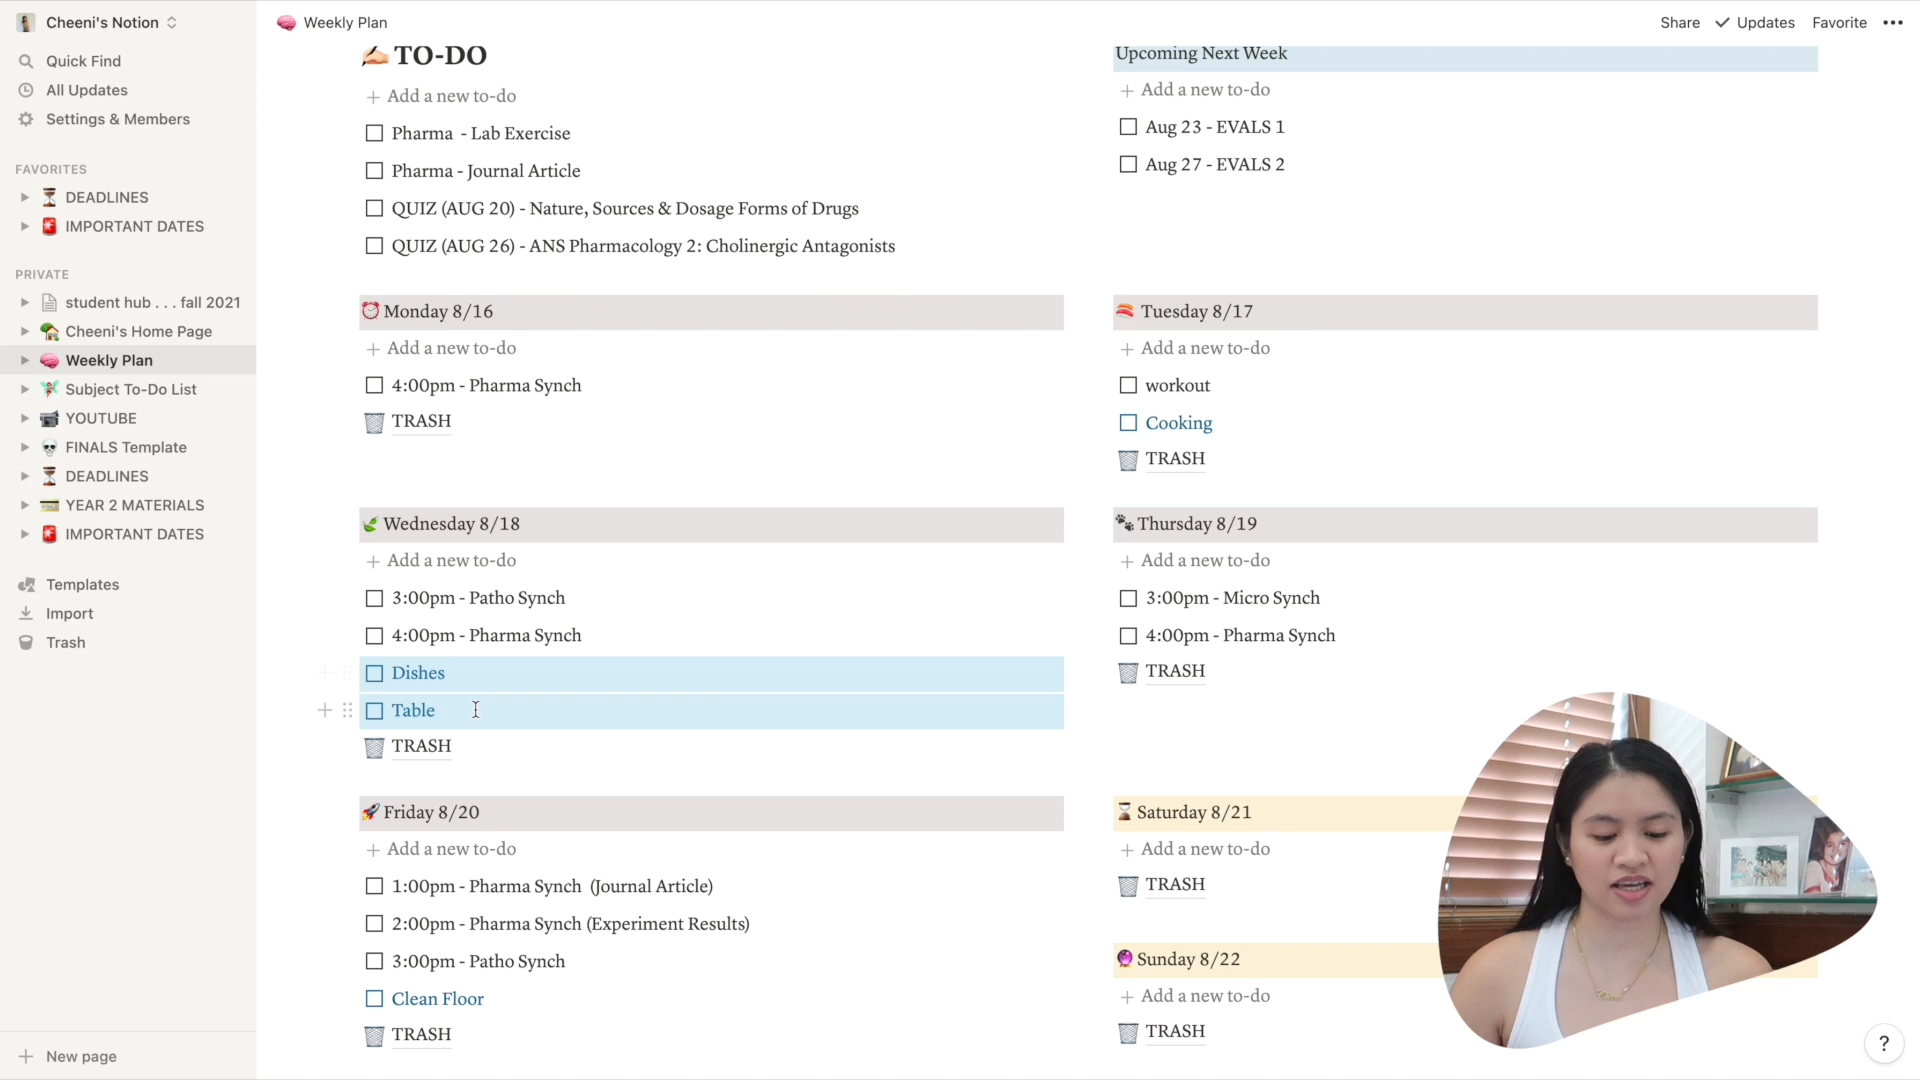 Cheeni's Notion
Quick Find
All Updates
Settings & Members
FAVORITES
DEADLINES
IMPORTANT DATES
PRIVATE
student hub . . . fall 2021
Cheeni's Home Page
Weekly Plan
Subject To-Do List
YOUTUBE
FINALS Template
DEADLINES
YEAR 2 MATERIALS
IMPORTANT DATES
Templates
Import
Trash
New page
Weekly Plan
Share
Updates
Favorite
TO-DO
Add a new to-do
Pharma - Lab Exercise
Pharma - Journal Article
QUIZ (AUG 20) - Nature, Sources & Dosage Forms of Drugs
QUIZ (AUG 26) - ANS Pharmacology 2: Cholinergic Antagonists
Upcoming Next Week
Add a new to-do
Aug 23 - EVALS 1
Aug 27 - EVALS 2
Monday 8/16
Add a new to-do
4:00pm - Pharma Synch
TRASH
Tuesday 8/17
Add a new to-do
workout
Cooking
TRASH
Wednesday 8/18
Add a new to-do
3:00pm - Patho Synch
4:00pm - Pharma Synch
Dishes
Table
TRASH
Thursday 8/19
Add a new to-do
3:00pm - Micro Synch
4:00pm - Pharma Synch
TRASH
Friday 8/20
Add a new to-do
1:00pm - Pharma Synch (Journal Article)
2:00pm - Pharma Synch (Experiment Results)
3:00pm - Patho Synch
Clean Floor
TRASH
Saturday 8/21
Add a new to-do
TRASH
Sunday 8/22
Add a new to-do
TRASH
?